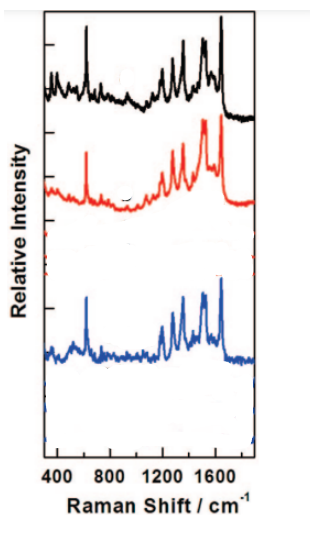 Relative Intensity
400 800 1200 1600
Raman Shift / cm⁻¹